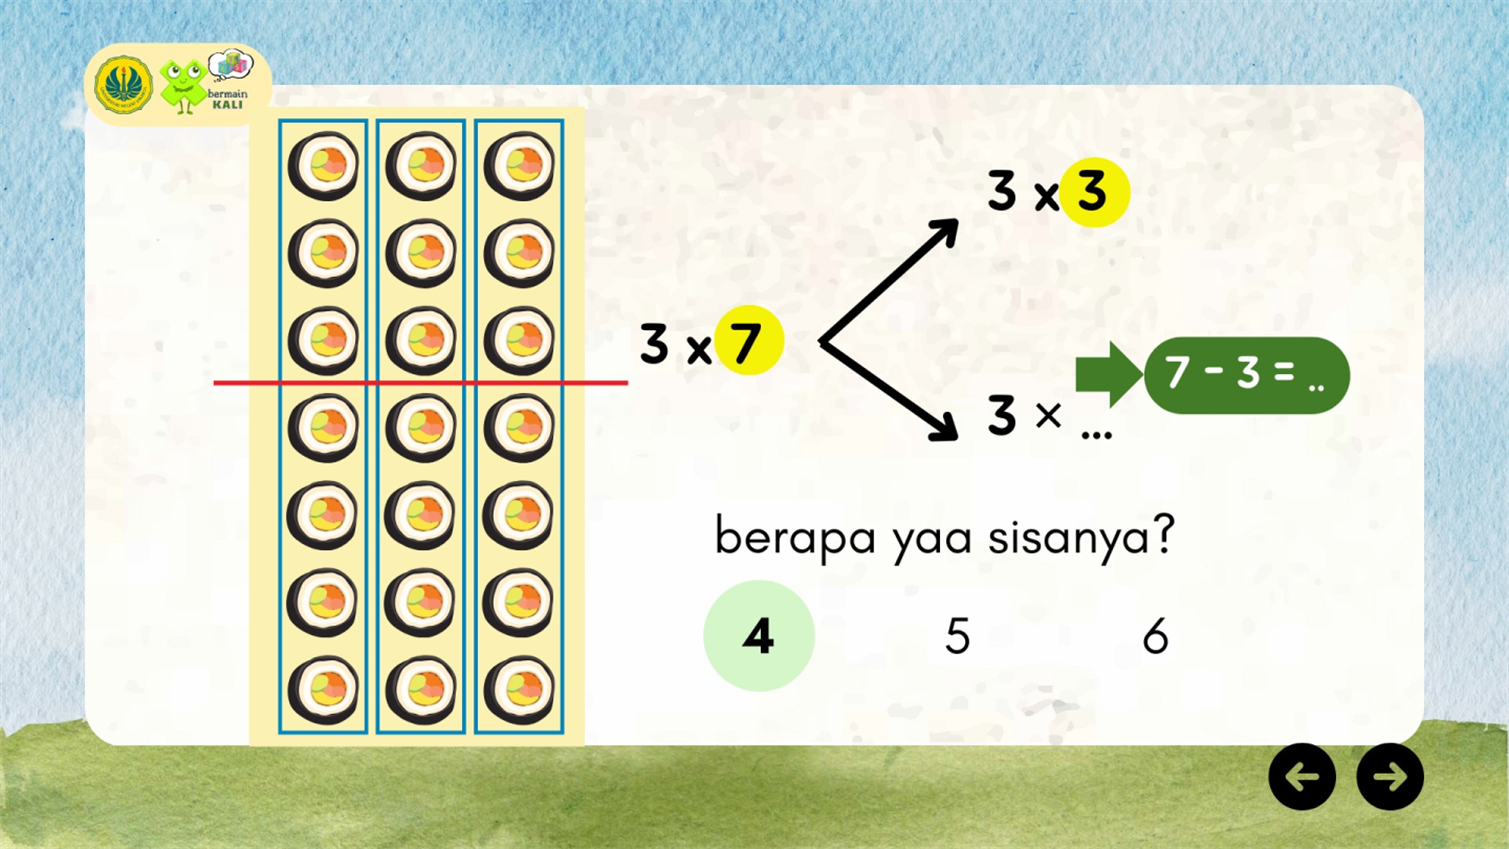 bermain
KALI
3 x 3
3 x 7
7 - 3 = ..
3 × ...
berapa yaa sisanya?
4 5 6